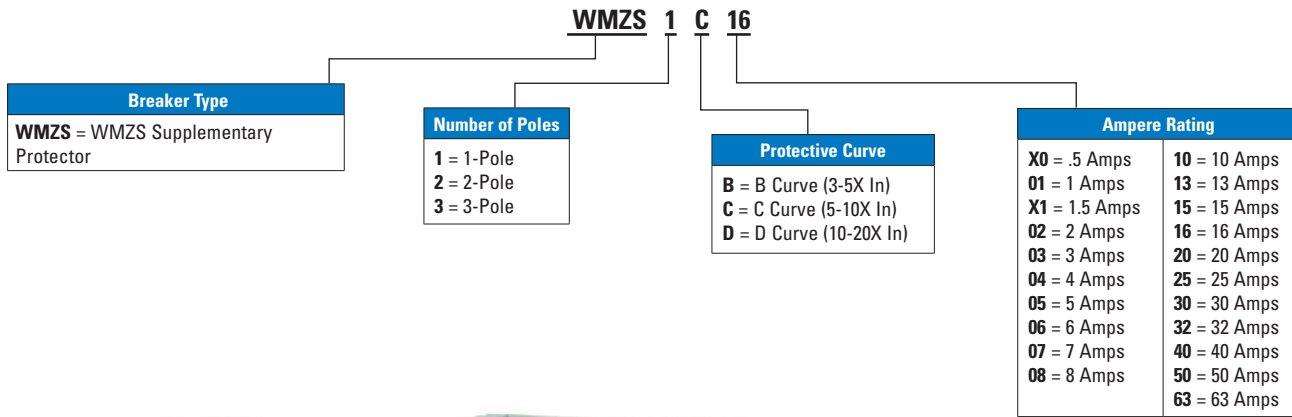 WMZS 1 C 16
Breaker Type
WMZS = WMZS Supplementary
Protector
Number of Poles
1 = 1-Pole
2 = 2-Pole
3 = 3-Pole
Protective Curve
B = B Curve (3-5X In)
C = C Curve (5-10X In)
D = D Curve (10-20X In)
Ampere Rating
X0 = .5 Amps
01 = 1 Amps
X1 = 1.5 Amps
02 = 2 Amps
03 = 3 Amps
04 = 4 Amps
05 = 5 Amps
06 = 6 Amps
07 = 7 Amps
08 = 8 Amps
10 = 10 Amps
13 = 13 Amps
15 = 15 Amps
16 = 16 Amps
20 = 20 Amps
25 = 25 Amps
30 = 30 Amps
32 = 32 Amps
40 = 40 Amps
50 = 50 Amps
63 = 63 Amps